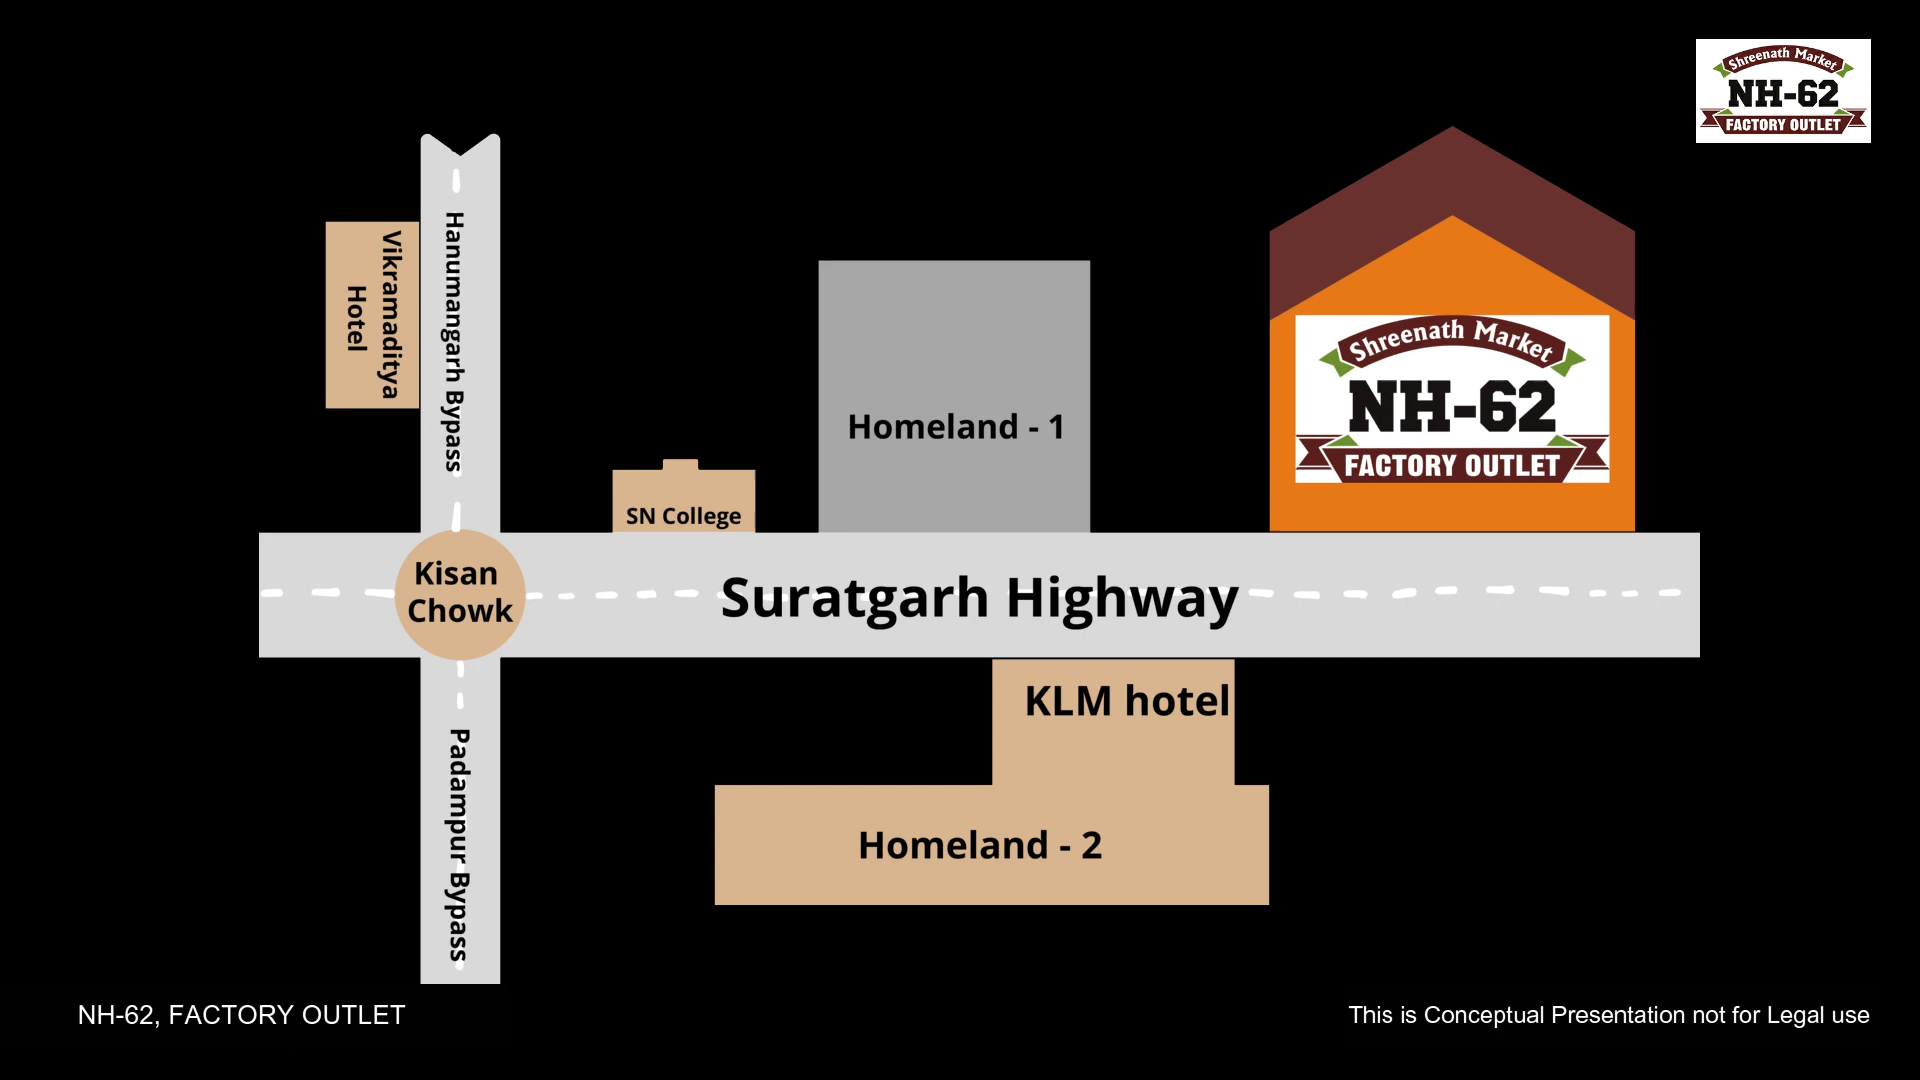 Shreenath Market
NH-62
FACTORY OUTLET
Vikramaditya
Hotel
Hanumangarh Bypass
Homeland - 1
Shreenath Market
NH-62
FACTORY OUTLET
SN College
Kisan
Chowk
Suratgarh Highway
KLM hotel
Padampur Bypass
Homeland - 2
NH-62, FACTORY OUTLET
This is Conceptual Presentation not for Legal use